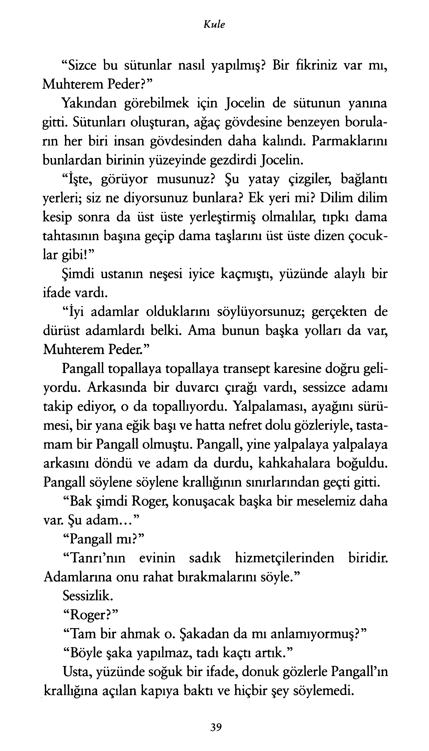 Kule
“Sizce bu sütunlar nasıl yapılmış? Bir fikriniz var mı,
Muhterem Peder?”
Yakından görebilmek için Jocelin de sütunun yanına
gitti. Sütunları oluşturan, ağaç gövdesine benzeyen borula-
rın her biri insan gövdesinden daha kalındı. Parmaklarını
bunlardan birinin yüzeyinde gezdirdi Jocelin.
“İşte, görüyor musunuz? Şu yatay çizgiler, bağlantı
yerleri; siz ne diyorsunuz bunlara? Ek yeri mi? Dilim dilim
kesip sonra da üst üste yerleştirmiş olmalılar, tıpkı dama
tahtasının başına geçip dama taşlarını üst üste dizen çocuk-
lar gibi!”
Şimdi ustanın neşesi iyice kaçmıştı, yüzünde alaylı bir
ifade vardı.
“İyi adamlar olduklarını söylüyorsunuz; gerçekten de
dürüst adamlardı belki. Ama bunun başka yolları da var,
Muhterem Peder.”
Pangall topallaya topallaya transept karesine doğru geli-
yordu. Arkasında bir duvarcı çırağı vardı, sessizce adamı
takip ediyor, o da topallıyordu. Yalpalaması, ayağını sürü-
mesi, bir yana eğik başı ve hatta nefret dolu gözleriyle, tasta-
mam bir Pangall olmuştu. Pangall, yine yalpalaya yalpalaya
arkasını döndü ve adam da durdu, kahkahalara boğuldu.
Pangall söylene söylene krallığının sınırlarından geçti gitti.
“Bak şimdi Roger, konuşacak başka bir meselemiz daha
var. Şu adam...”
“Pangall mı?”
“Tanrı’nın evinin sadık hizmetçilerinden biridir.
Adamlarına onu rahat bırakmalarını söyle.”
Sessizlik.
“Roger?”
“Tam bir ahmak o. Şakadan da mı anlamıyormuş?”
“Böyle şaka yapılmaz, tadı kaçtı artık.”
Usta, yüzünde soğuk bir ifade, donuk gözlerle Pangall’ın
krallığına açılan kapıya baktı ve hiçbir şey söylemedi.
39